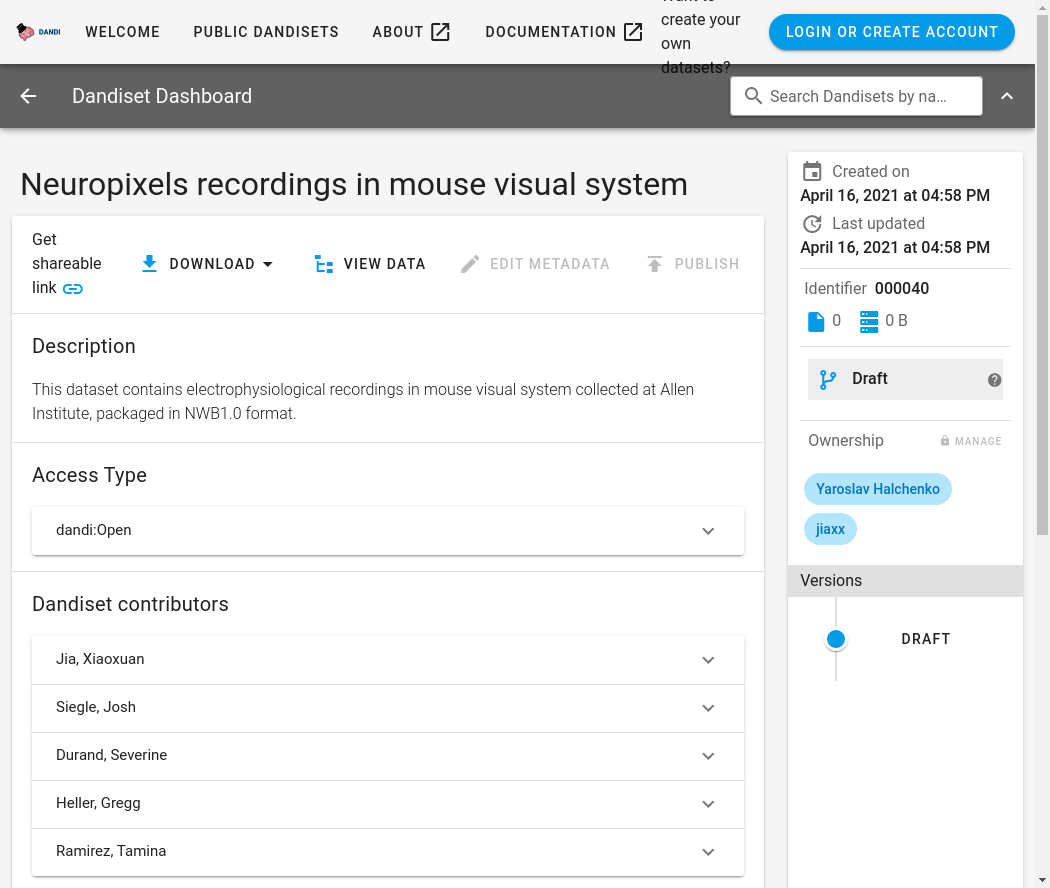 DANDI
WELCOME
PUBLIC DANDISETS
ABOUT
DOCUMENTATION
create your
own
datasets?
LOGIN OR CREATE ACCOUNT
Dandiset Dashboard
Search Dandisets by na…
Neuropixels recordings in mouse visual system
Get
shareable
link
DOWNLOAD
VIEW DATA
EDIT METADATA
PUBLISH
Description
This dataset contains electrophysiological recordings in mouse visual system collected at Allen
Institute, packaged in NWB1.0 format.
Access Type
dandi:Open
Dandiset contributors
Jia, Xiaoxuan
Siegle, Josh
Durand, Severine
Heller, Gregg
Ramirez, Tamina
Created on
April 16, 2021 at 04:58 PM
Last updated
April 16, 2021 at 04:58 PM
Identifier 000040
0 0 B
Draft
Ownership MANAGE
Yaroslav Halchenko
jiaxx
Versions
DRAFT